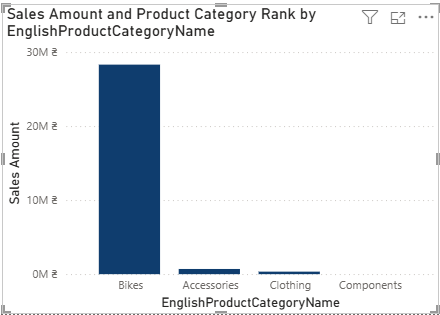 Sales Amount and Product Category Rank by
EnglishProductCategoryName
30M ₴
20M ₴
10M ₴
0M ₴
Sales Amount
Bikes
Accessories
Clothing
Components
EnglishProductCategoryName